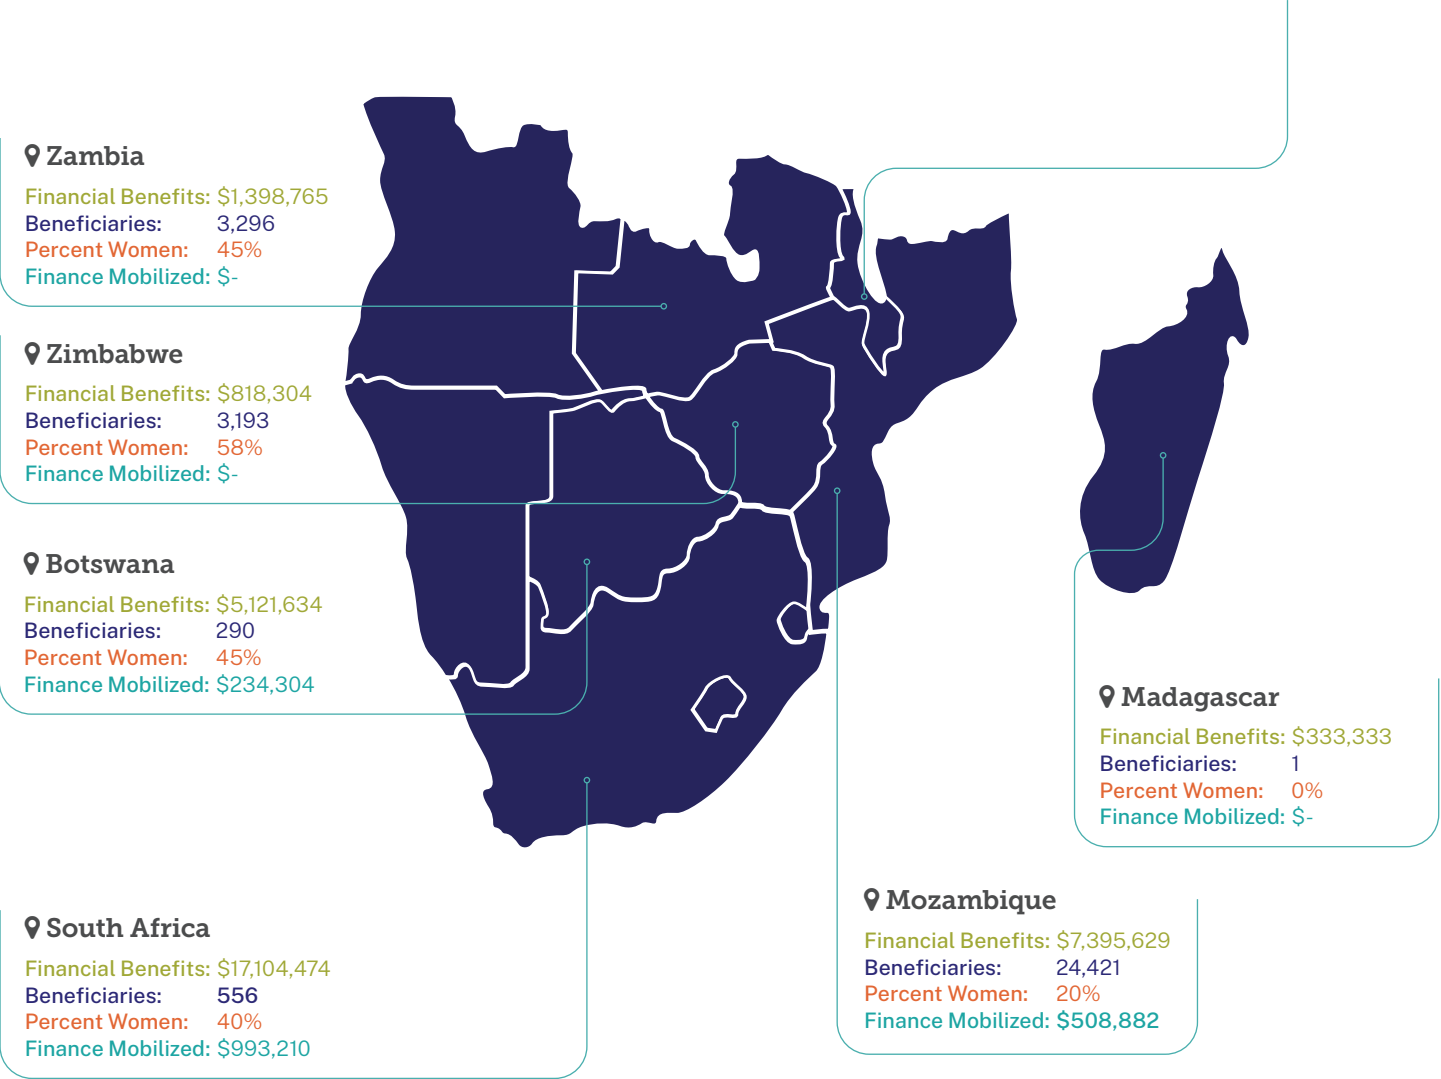 Zambia
Financial Benefits: $1,398,765
Beneficiaries: 3,296
Percent Women: 45%
Finance Mobilized: $-
Zimbabwe
Financial Benefits: $818,304
Beneficiaries: 3,193
Percent Women: 58%
Finance Mobilized: $-
Botswana
Financial Benefits: $5,121,634
Beneficiaries: 290
Percent Women: 45%
Finance Mobilized: $234,304
South Africa
Financial Benefits: $17,104,474
Beneficiaries: 556
Percent Women: 40%
Finance Mobilized: $993,210
Madagascar
Financial Benefits: $333,333
Beneficiaries: 1
Percent Women: 0%
Finance Mobilized: $-
Mozambique
Financial Benefits: $7,395,629
Beneficiaries: 24,421
Percent Women: 20%
Finance Mobilized: $508,882